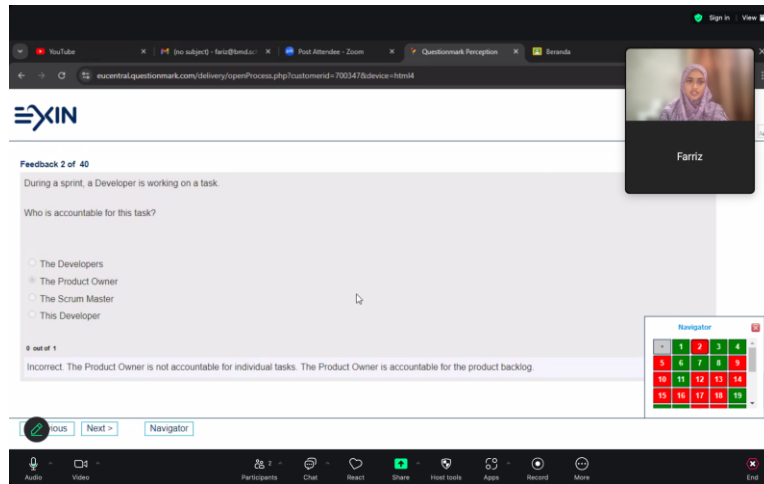 Sign in
View
YouTube
(no subject) - fariz@bmd.sc
Post Attendee - Zoom
Questionmark Perception
Beranda
eucentral.questionmark.com/delivery/openProcess.php?customerid=700347&device=html4
EXIN
Farriz
Feedback 2 of 40
During a sprint, a Developer is working on a task.
Who is accountable for this task?
The Developers
The Product Owner
The Scrum Master
This Developer
0 out of 1
Incorrect. The Product Owner is not accountable for individual tasks. The Product Owner is accountable for the product backlog.
Navigator
1 2 3 4
5 6 7 8 9
10 11 12 13 14
15 16 17 18 19
ious
Next >
Navigator
Audio
Video
2
Participants
Chat
React
Share
Host tools
Apps
Record
More
End